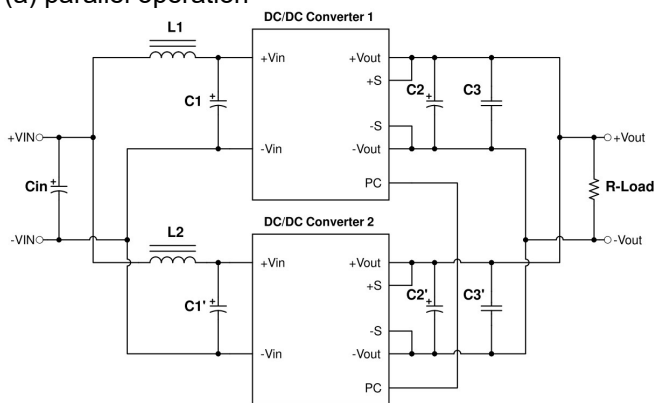 (a) parallel operation
DC/DC Converter 1
L1
+Vin
+Vout
+S
C1
C2
C3
-S
-Vin
-Vout
PC
+VIN
+Vout
Cin
R-Load
-VIN
-Vout
DC/DC Converter 2
L2
+Vin
+Vout
+S
C1'
C2'
C3'
-S
-Vin
-Vout
PC